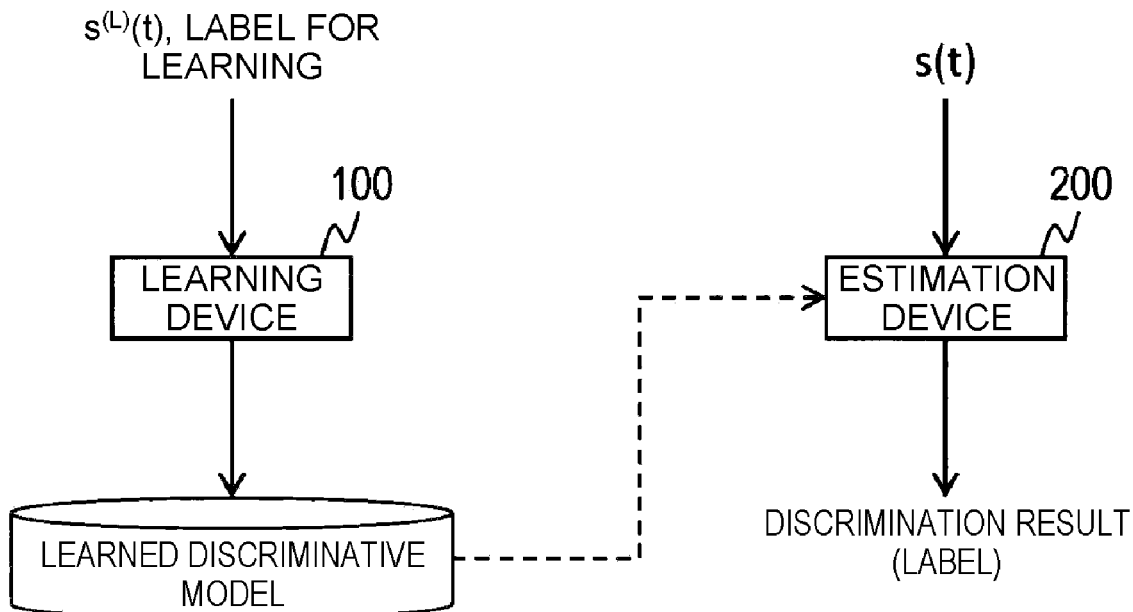 s(L)(t), LABEL FOR
LEARNING
100
LEARNING
DEVICE
LEARNED DISCRIMINATIVE
MODEL
s(t)
200
ESTIMATION
DEVICE
DISCRIMINATION RESULT
(LABEL)